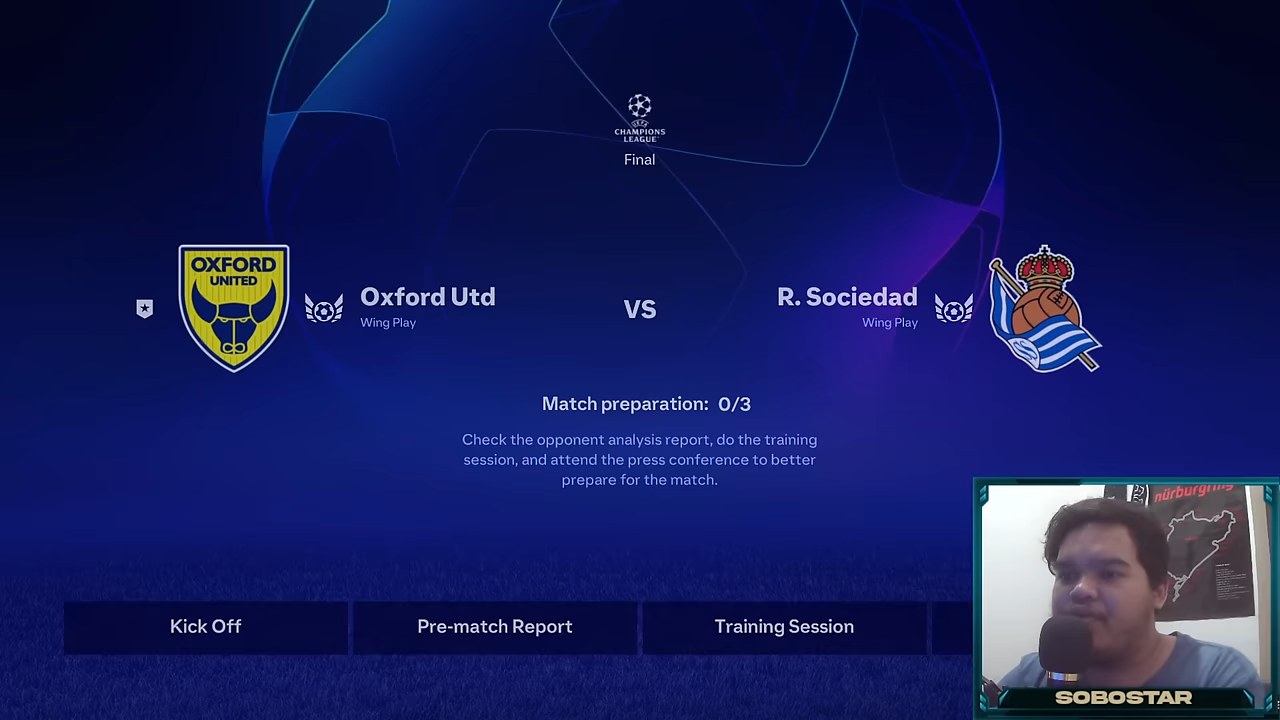 UEFA
CHAMPIONS
LEAGUE
Final
OXFORD
UNITED
Oxford Utd
Wing Play
VS
R. Sociedad
Wing Play
Match preparation: 0/3
Check the opponent analysis report, do the training
session, and attend the press conference to better
prepare for the match.
Kick Off
Pre-match Report
Training Session
nürburgring
SOBOSTAR